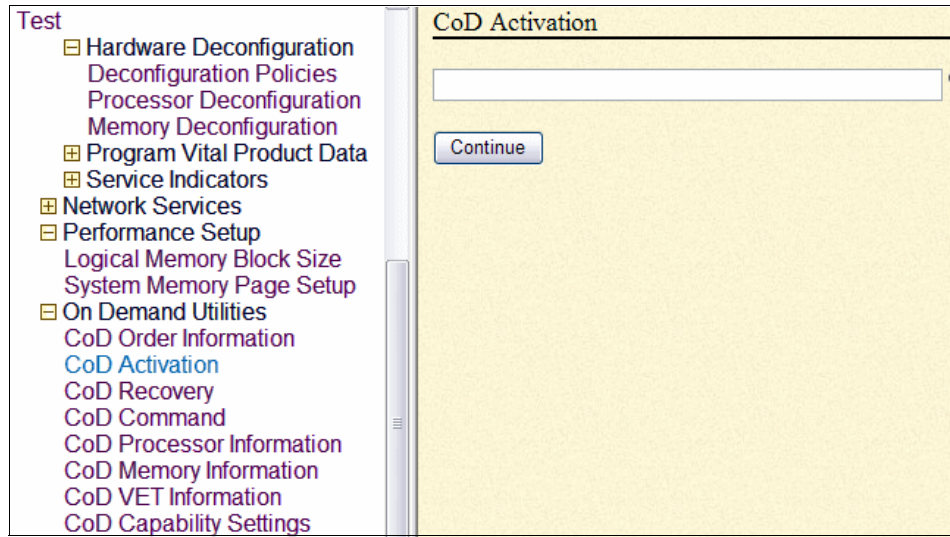 Test
Hardware Deconfiguration
Deconfiguration Policies
Processor Deconfiguration
Memory Deconfiguration
Program Vital Product Data
Service Indicators
Network Services
Performance Setup
Logical Memory Block Size
System Memory Page Setup
On Demand Utilities
CoD Order Information
CoD Activation
CoD Recovery
CoD Command
CoD Processor Information
CoD Memory Information
CoD VET Information
CoD Capability Settings
CoD Activation
Continue